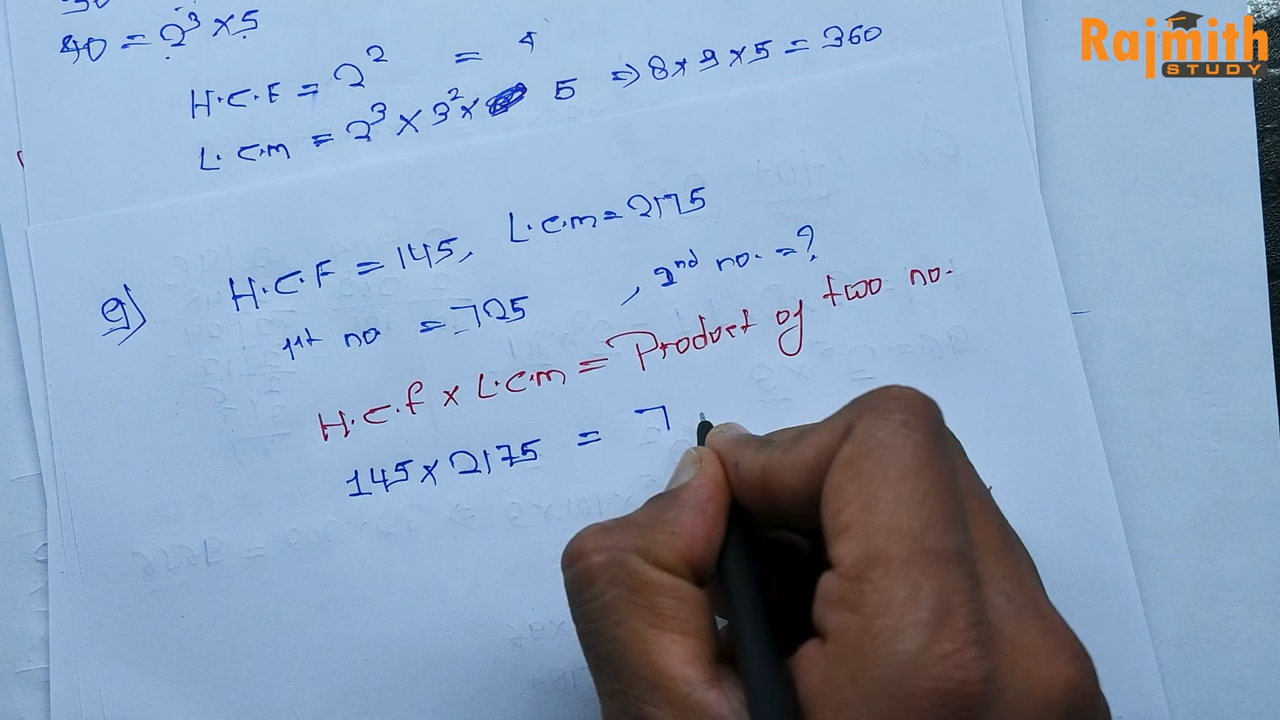 40 = 2³ × 5
H.C.F = 2² = 4
L.C.M = 2³ × 3² × 5 ⇒ 8 × 9 × 5 = 360
9) H.C.F = 145, L.C.M = 2175
1st no = 725, 2nd no. = ?
H.C.F × L.C.M = Product of two no.
145 × 2175 = 7
Rajmith
STUDY